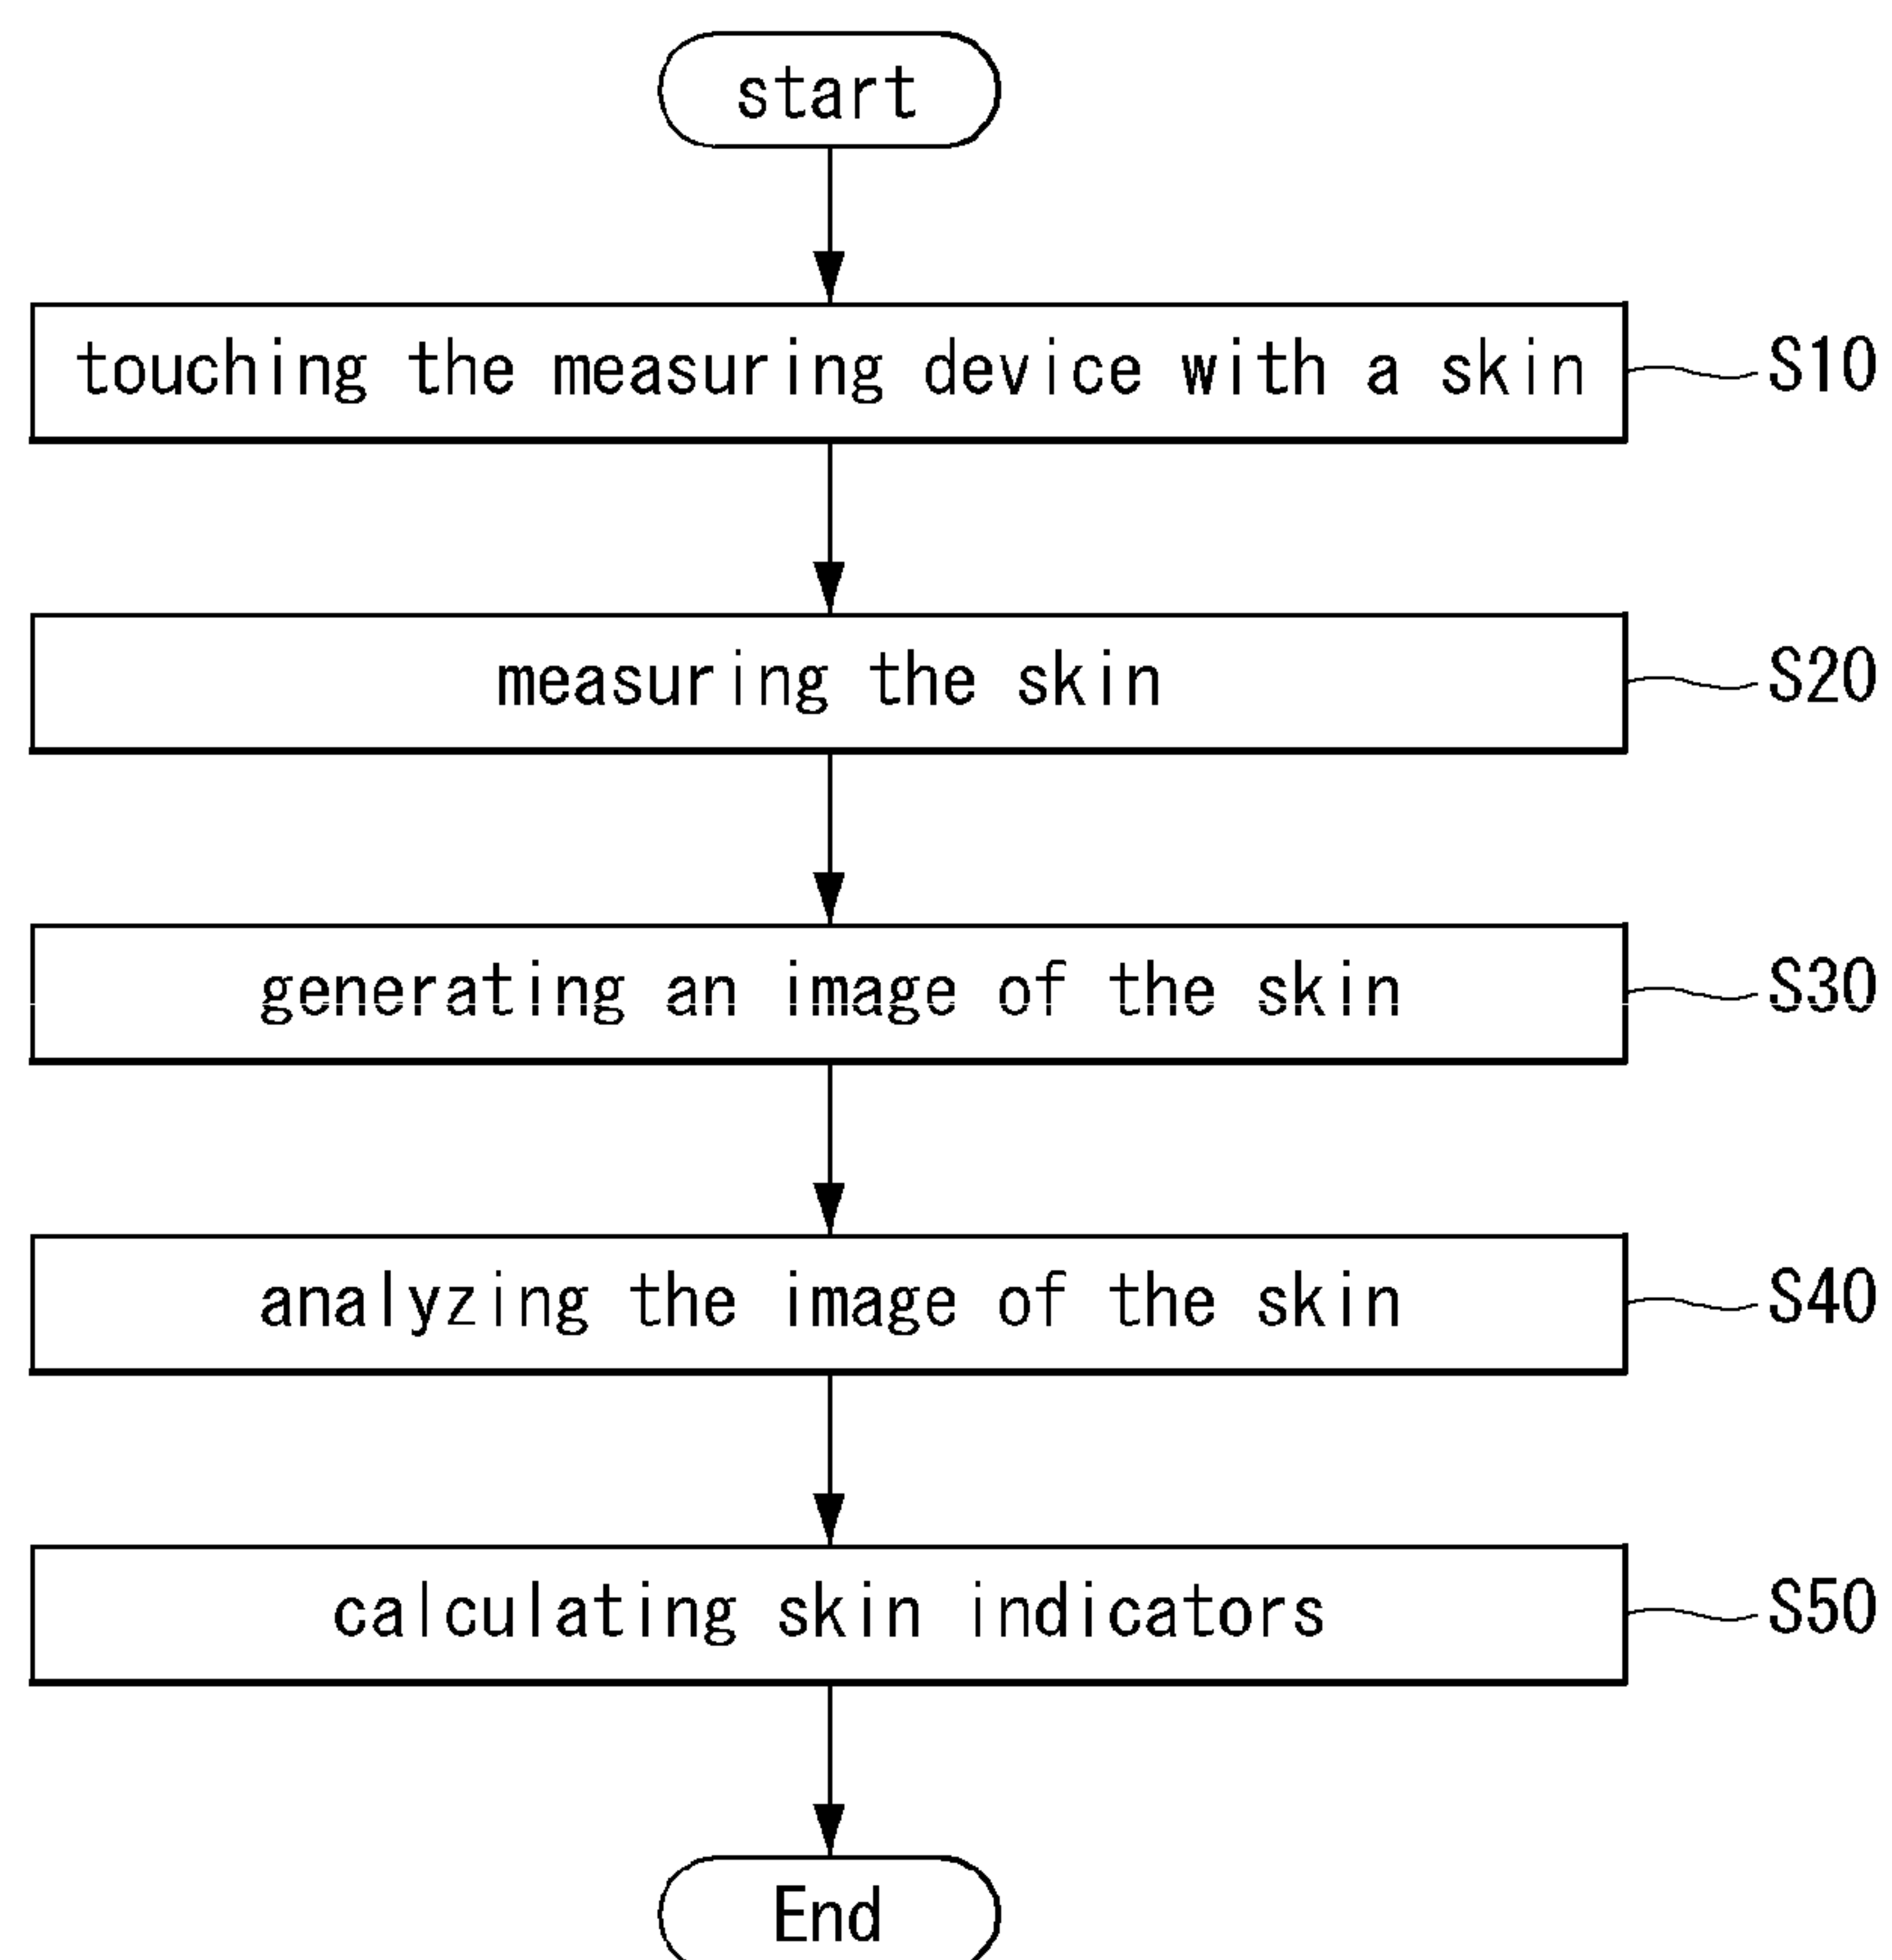 start
touching the measuring device with a skin S10
measuring the skin S20
generating an image of the skin S30
analyzing the image of the skin S40
calculating skin indicators S50
End